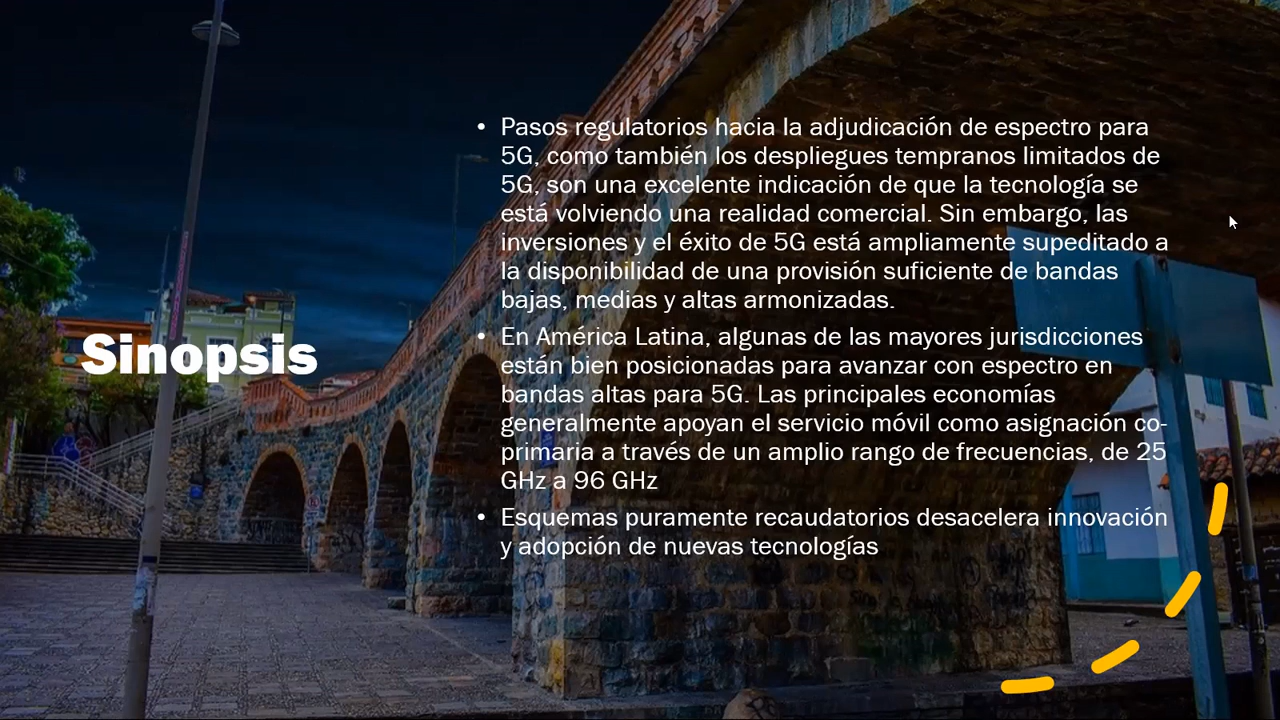 Sinopsis
• Pasos regulatorios hacia la adjudicación de espectro para
5G, como también los despliegues tempranos limitados de
5G, son una excelente indicación de que la tecnología se
está volviendo una realidad comercial. Sin embargo, las
inversiones y el éxito de 5G está ampliamente supeditado a
la disponibilidad de una provisión suficiente de bandas
bajas, medias y altas armonizadas.
• En América Latina, algunas de las mayores jurisdicciones
están bien posicionadas para avanzar con espectro en
bandas altas para 5G. Las principales economías
generalmente apoyan el servicio móvil como asignación co-
primaria a través de un amplio rango de frecuencias, de 25
GHz a 96 GHz
• Esquemas puramente recaudatorios desacelera innovación
y adopción de nuevas tecnologías